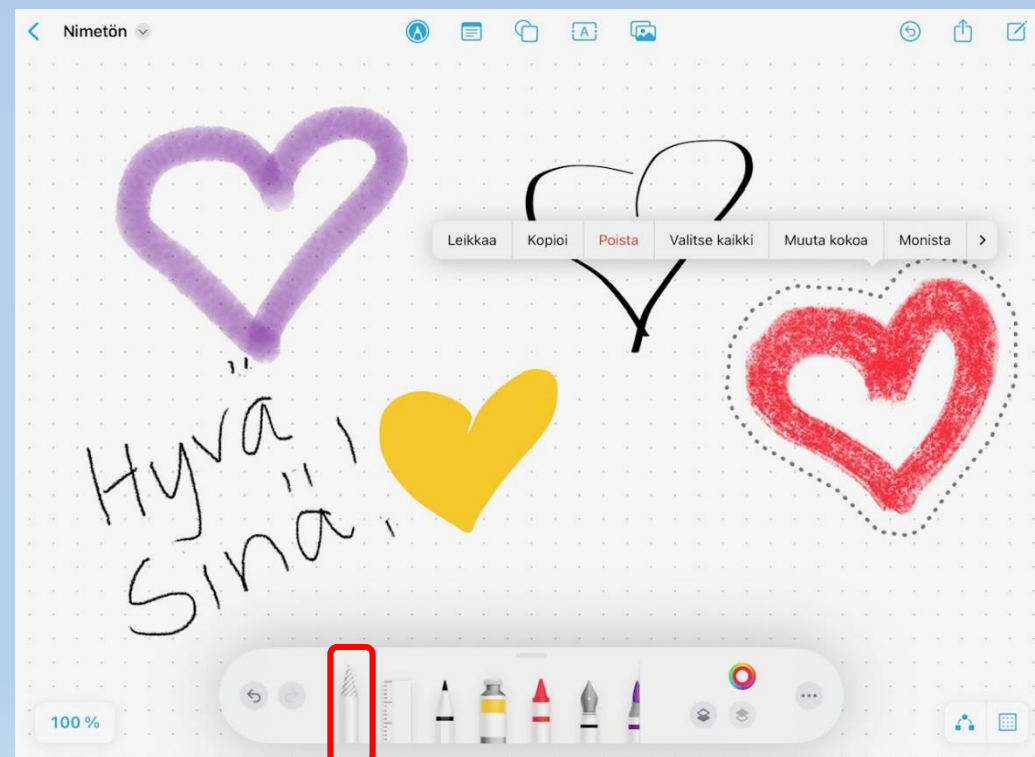 Nimetön
Leikkaa Kopioi Poista Valitse kaikki Muuta kokoa Monista
Hyvä
Sinä!
100 %